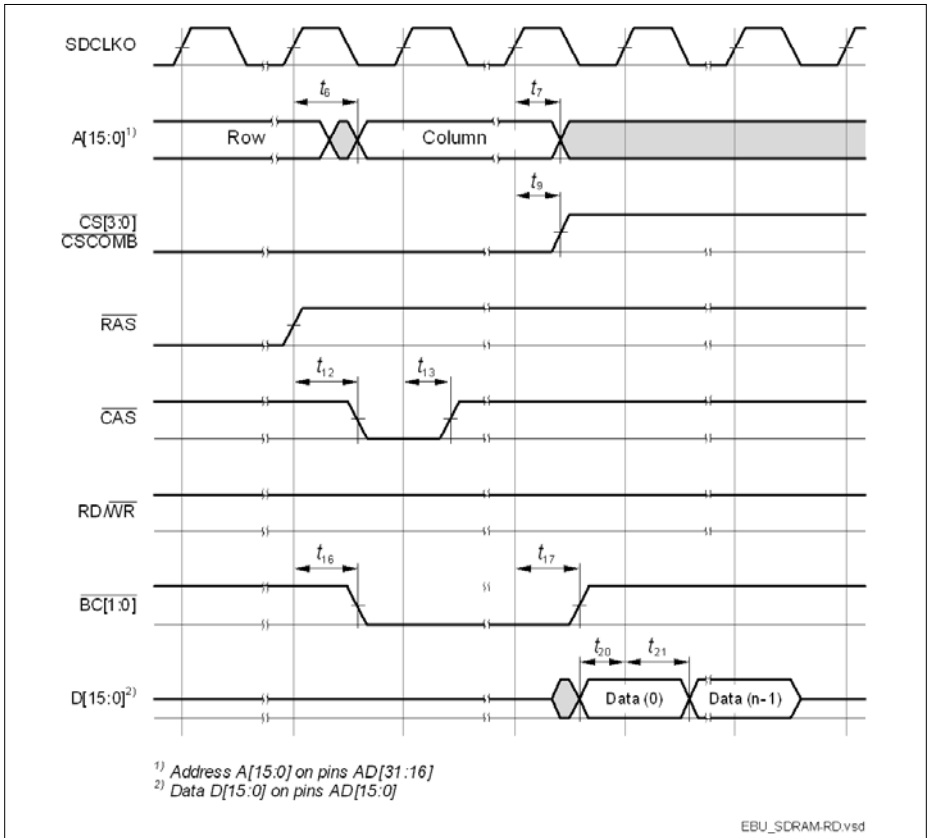 SDCLKO
t6
t7
A[15:0]1)
Row
Column
t9
CS[3:0]
CSCOMB
RAS
t12
t13
CAS
RD/WR
t16
t17
BC[1:0]
t20
t21
D[15:0]2)
Data (0)
Data (n-1)
1) Address A[15:0] on pins AD[31:16]
2) Data D[15:0] on pins AD[15:0]
EBU_SDRAM-RD.vsd